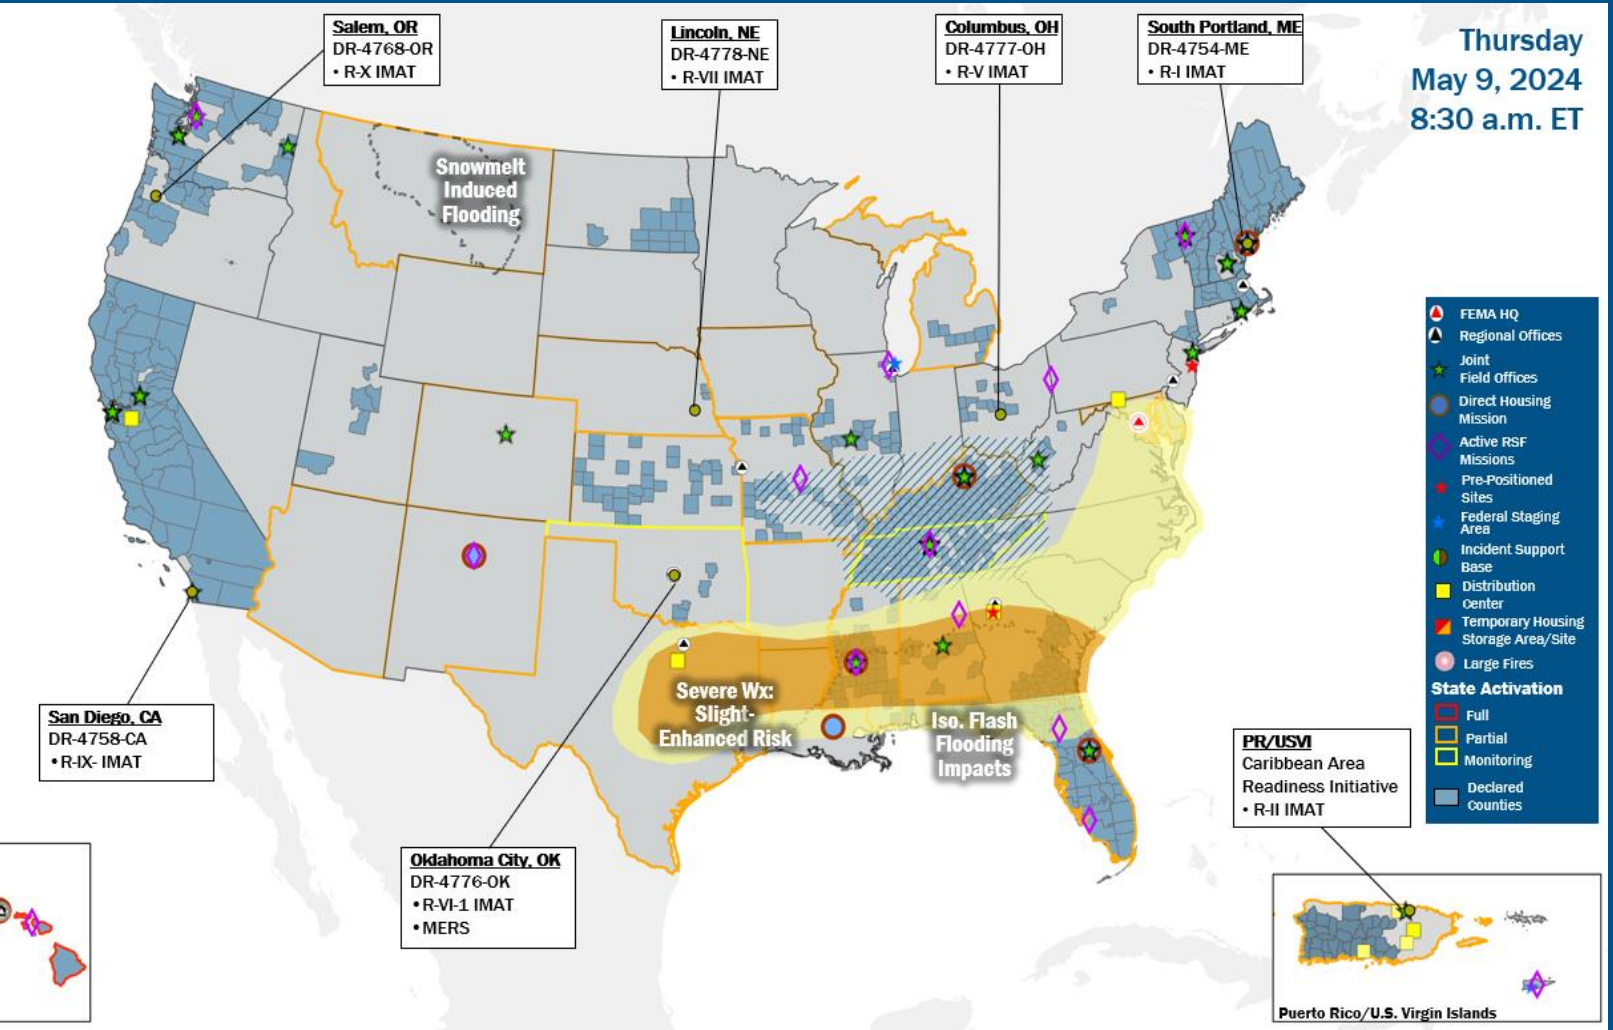 Salem, OR
DR-4768-OR
• R-X IMAT
Lincoln, NE
DR-4778-NE
• R-VII IMAT
Columbus, OH
DR-4777-OH
• R-V IMAT
South Portland, ME
DR-4754-ME
• R-I IMAT
Thursday
May 9, 2024
8:30 a.m. ET
Snowmelt
Induced
Flooding
FEMA HQ
Regional Offices
Joint
Field Offices
Direct Housing
Mission
Active RSF
Missions
Pre-Positioned
Sites
Federal Staging
Area
Incident Support
Base
Distribution
Center
Temporary Housing
Storage Area/Site
Large Fires
State Activation
Full
Partial
Monitoring
Declared
Counties
Severe Wx:
Slight-
Enhanced Risk
Iso. Flash
Flooding
Impacts
San Diego, CA
DR-4758-CA
• R-IX- IMAT
Oklahoma City, OK
DR-4776-OK
• R-VI-1 IMAT
• MERS
PR/USVI
Caribbean Area
Readiness Initiative
• R-II IMAT
Puerto Rico/U.S. Virgin Islands